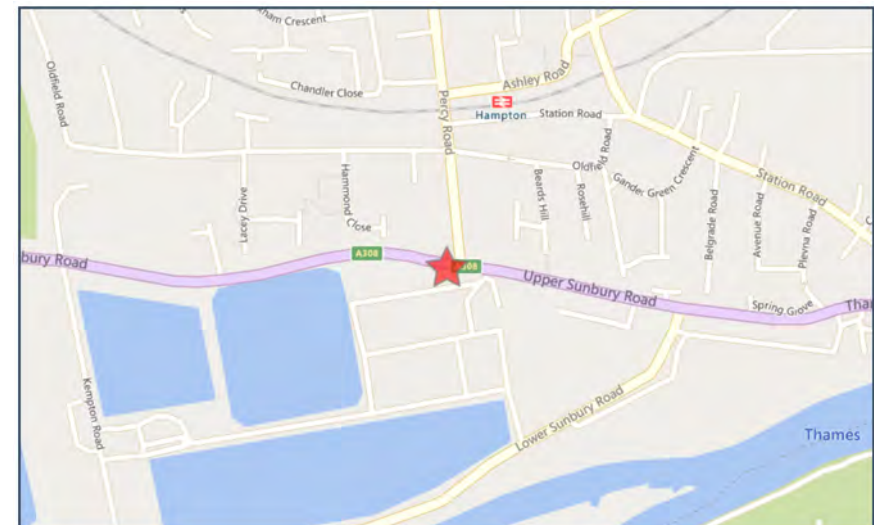 ham Crescent
Oldfield Road
Chandler Close
Ashley Road
Hampton
Station Road
Percy Road
Oldfield Road
Gander Green Crescent
Station Road
Lacey Drive
Hammond Close
Beards Hill
Rosehill
Belgrade Road
Avenue Road
Plevna Road
bury Road
A308
Upper Sunbury Road
Spring Grove
Kempton Road
Lower Sunbury Road
Thames